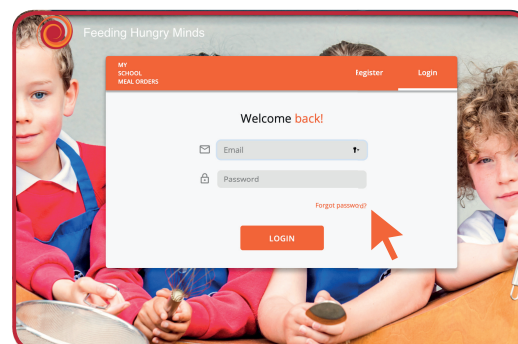 Feeding Hungry Minds
MY
SCHOOL
MEAL ORDERS
Register
Login
Welcome back!
Email
Password
Forgot password?
LOGIN